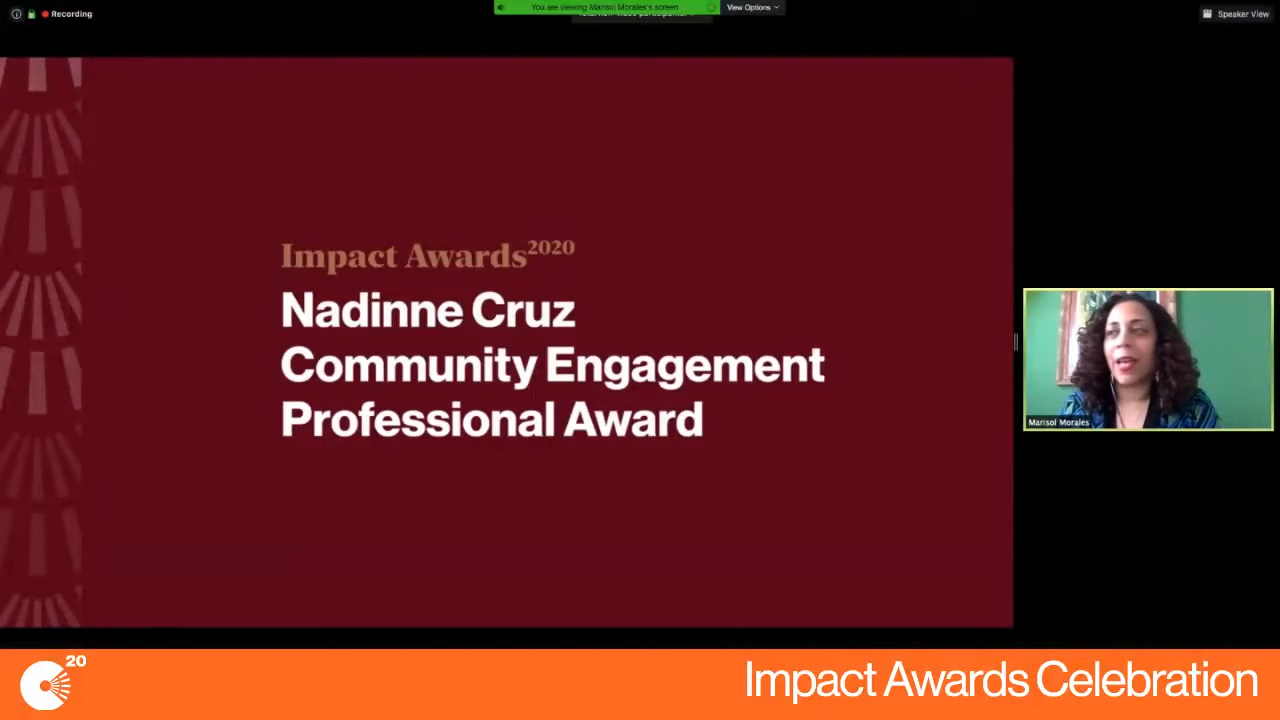 Recording
You are viewing Marisol Morales's screen
View Options
Speaker View
Impact Awards2020
Nadinne Cruz
Community Engagement
Professional Award
Marisol Morales
20
Impact Awards Celebration